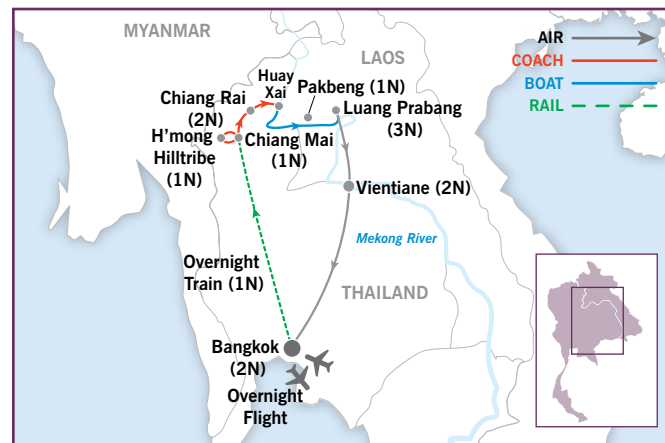 MYANMAR
LAOS
AIR
COACH
BOAT
RAIL
Huay
Xai
Pakbeng (1N)
Chiang Rai
(2N)
Luang Prabang
(3N)
H'mong
Hilltribe
(1N)
Chiang Mai
(1N)
Vientiane (2N)
Mekong River
Overnight
Train (1N)
THAILAND
Bangkok
(2N)
Overnight
Flight